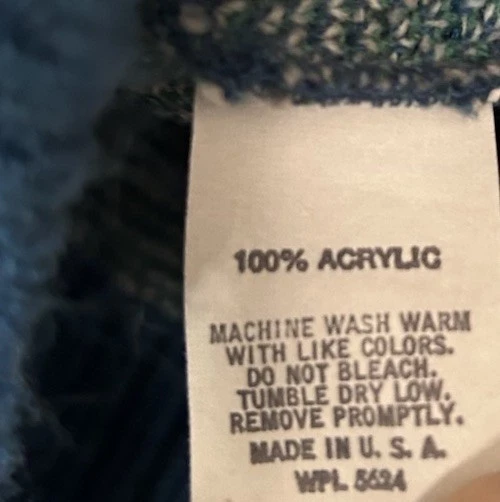 100% ACRYLIC
MACHINE WASH WARM
WITH LIKE COLORS.
DO NOT BLEACH.
TUMBLE DRY LOW.
REMOVE PROMPTLY.
MADE IN U. S. A.
WPL 5624